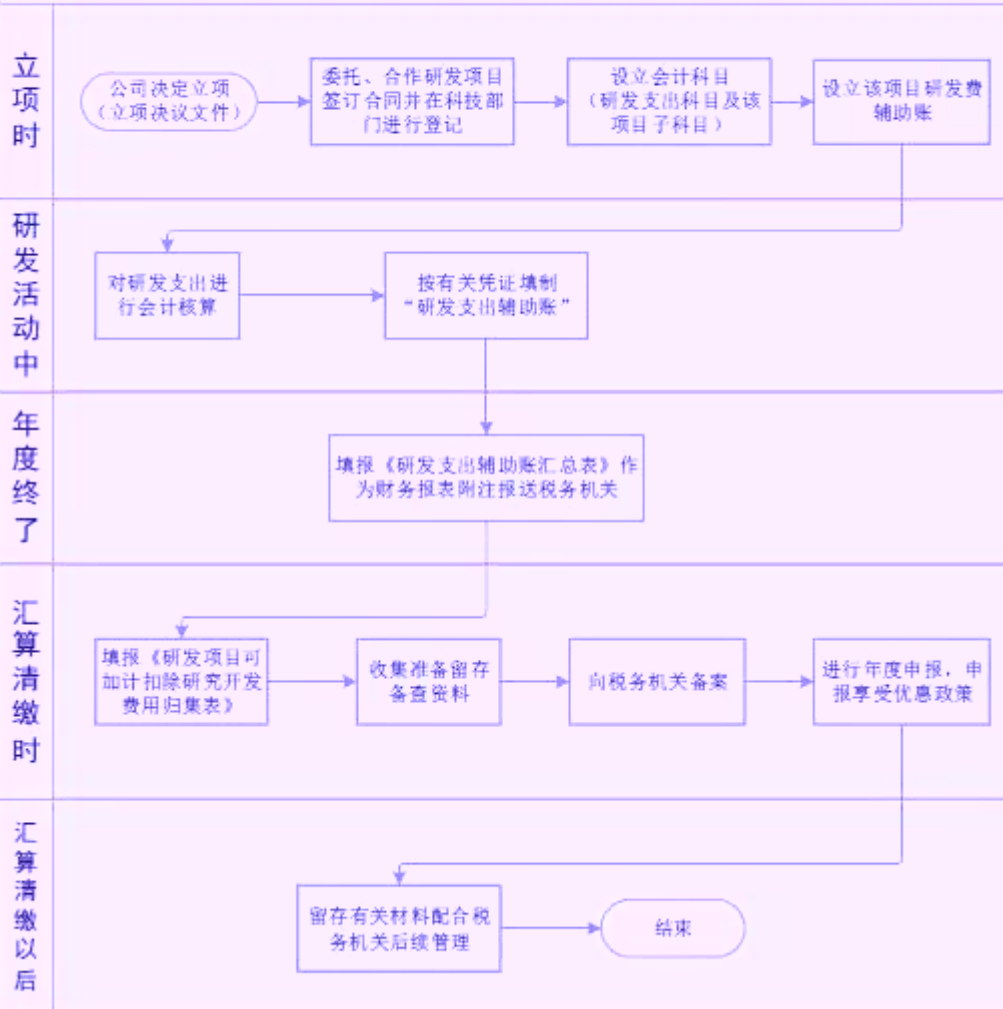 立项时
公司决定立项
（立项决议文件）
委托、合作研发项目
签订合同并在科技部
门进行登记
设立会计科目
（研发支出科目及该
项目子科目）
设立该项目研发费
辅助账
研发活动中
对研发支出进
行会计核算
按有关凭证填制
“研发支出辅助账”
年度终了
填报《研发支出辅助账汇总表》作
为财务报表附注报送税务机关
汇算清缴时
填报《研发项目可
加计扣除研究开发
费用归集表》
收集准备留存
备查资料
向税务机关备案
进行年度申报，申
报享受优惠政策
汇算清缴以后
留存有关材料配合税
务机关后续管理
结束